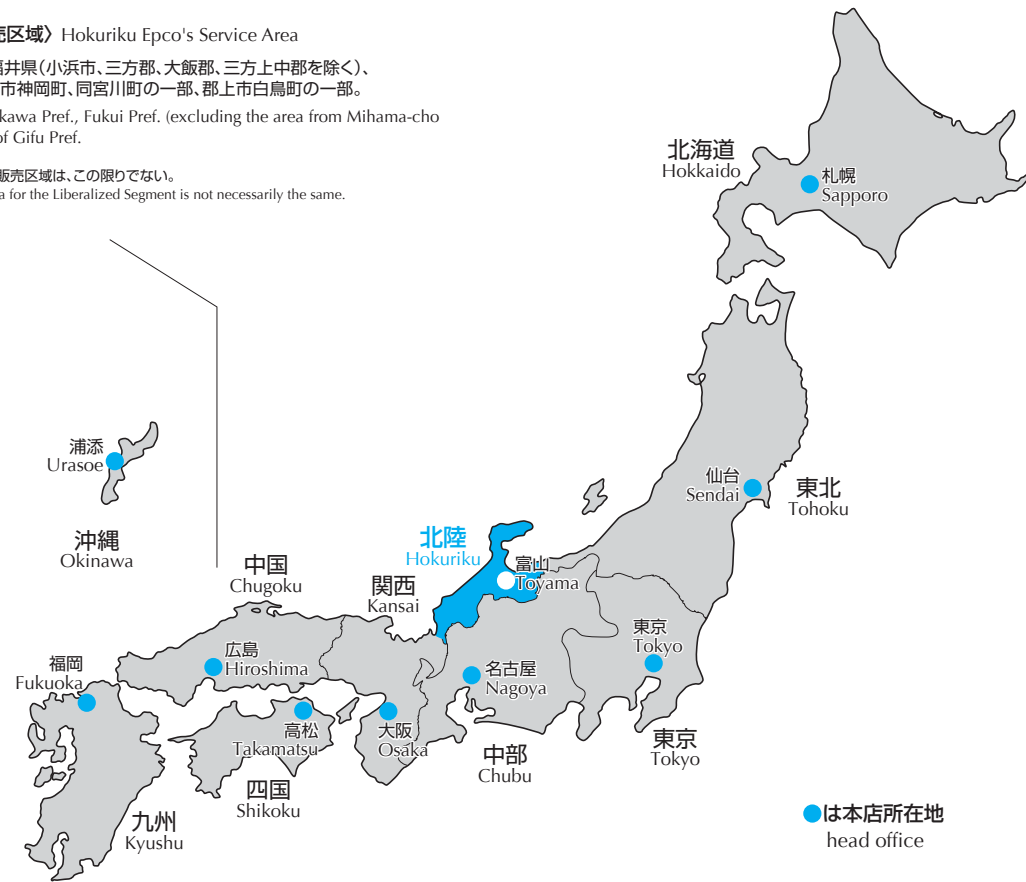 売区域〉 Hokuriku Epco's Service Area
福井県(小浜市、三方郡、大飯郡、三方上中郡を除く)、
市神岡町、同宮川町の一部、郡上市白鳥町の一部。
kawa Pref., Fukui Pref. (excluding the area from Mihama-cho
of Gifu Pref.
販売区域は、この限りでない。
a for the Liberalized Segment is not necessarily the same.
北海道
Hokkaido
札幌
Sapporo
浦添
Urasoe
沖縄
Okinawa
仙台
Sendai
東北
Tohoku
北陸
Hokuriku
富山
Toyama
中国
Chugoku
関西
Kansai
東京
Tokyo
広島
Hiroshima
福岡
Fukuoka
名古屋
Nagoya
高松
Takamatsu
大阪
Osaka
東京
Tokyo
中部
Chubu
四国
Shikoku
九州
Kyushu
は本店所在地
head office